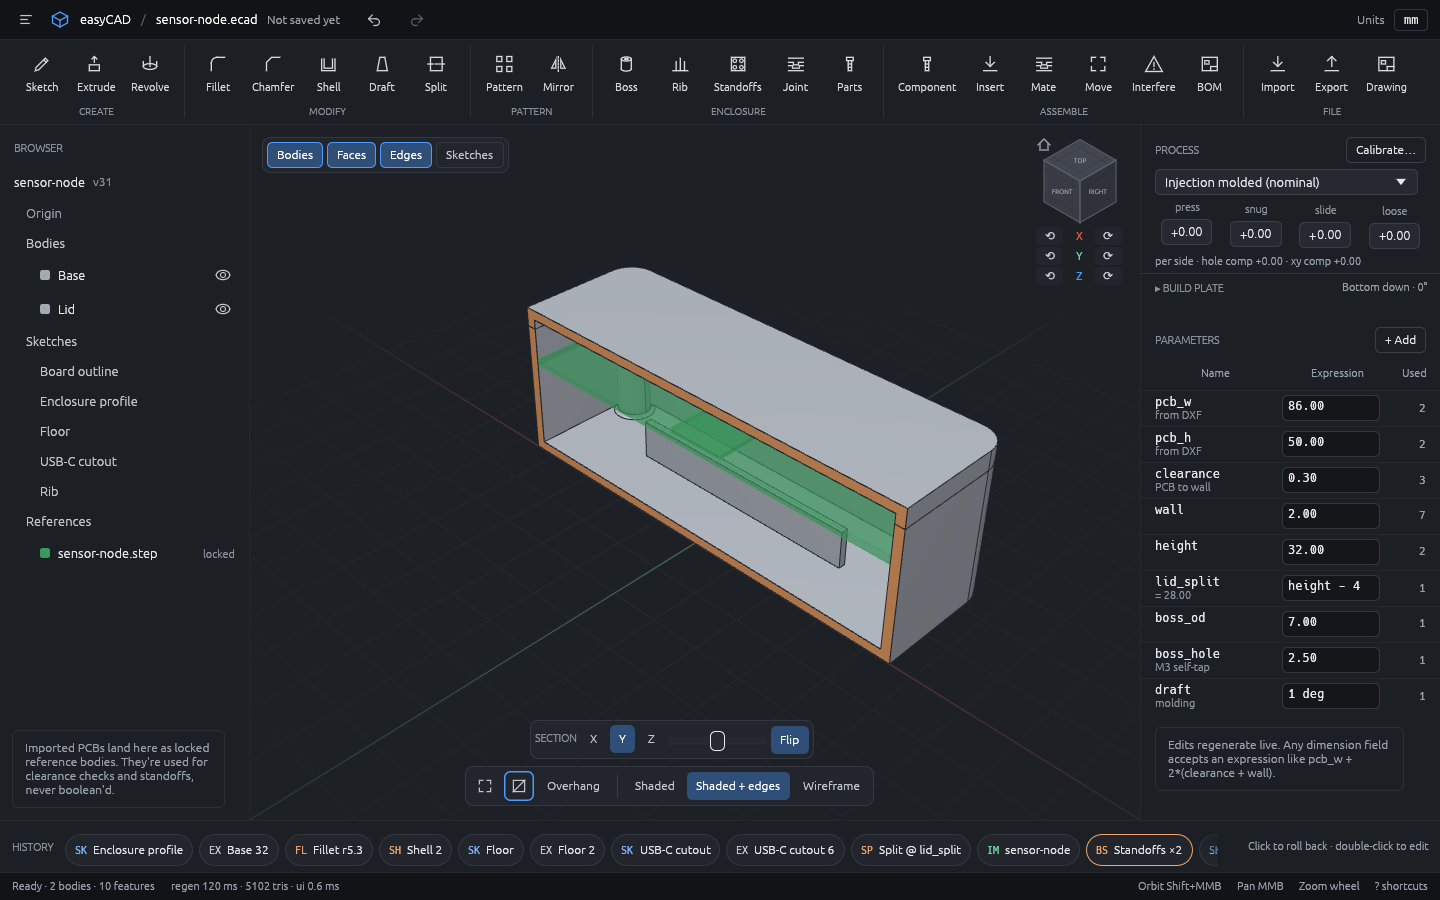 easyCAD / sensor-node.ecad Not saved yet
Units mm
Sketch Extrude Revolve
CREATE
Fillet Chamfer Shell Draft Split
MODIFY
Pattern Mirror
PATTERN
Boss Rib Standoffs Joint Parts
ENCLOSURE
Component Insert Mate Move Interfere BOM
ASSEMBLE
Import Export Drawing
FILE
BROWSER
sensor-node v31
Origin
Bodies
Base
Lid
Sketches
Board outline
Enclosure profile
Floor
USB-C cutout
Rib
References
sensor-node.step locked
Imported PCBs land here as locked
reference bodies. They're used for
clearance checks and standoffs,
never boolean'd.
Bodies Faces Edges Sketches
TOP
FRONT RIGHT
X
Y
Z
SECTION X Y Z Flip
Overhang Shaded Shaded + edges Wireframe
PROCESS Calibrate...
Injection molded (nominal)
press snug slide loose
+0.00 +0.00 +0.00 +0.00
per side · hole comp +0.00 · xy comp +0.00
▸ BUILD PLATE Bottom down · 0°
PARAMETERS + Add
Name Expression Used
pcb_w 86.00 2
from DXF
pcb_h 50.00 2
from DXF
clearance 0.30 3
PCB to wall
wall 2.00 7
height 32.00 2
lid_split height - 4 1
= 28.00
boss_od 7.00 1
boss_hole 2.50 1
M3 self-tap
draft 1 deg 1
molding
Edits regenerate live. Any dimension field
accepts an expression like pcb_w +
2*(clearance + wall).
HISTORY SK Enclosure profile EX Base 32 FL Fillet r5.3 SH Shell 2 SK Floor EX Floor 2 SK USB-C cutout EX USB-C cutout 6 SP Split @ lid_split IM sensor-node BS Standoffs ×2 Click to roll back · double-click to edit
Ready · 2 bodies · 10 features regen 120 ms · 5102 tris · ui 0.6 ms
Orbit Shift+MMB Pan MMB Zoom wheel ? shortcuts